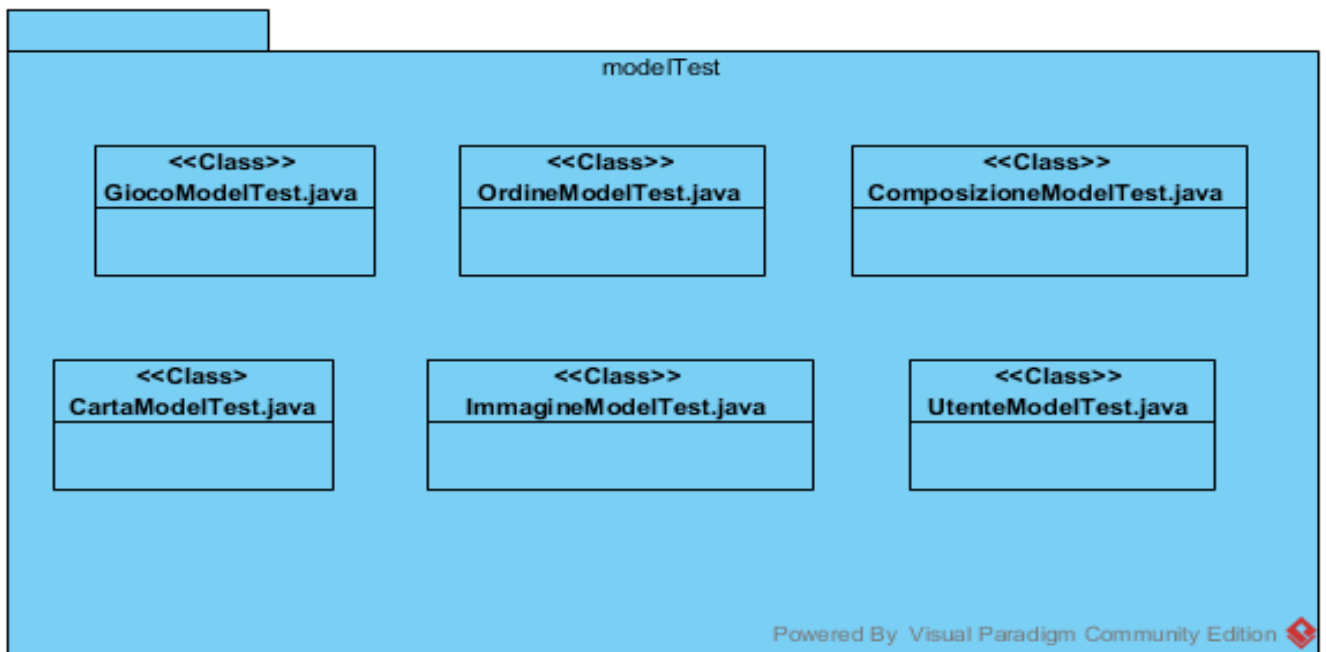 modelTest
<<Class>>
GiocoModelTest.java
<<Class>>
OrdineModelTest.java
<<Class>>
ComposizioneModelTest.java
<<Class>
CartaModelTest.java
<<Class>>
ImmagineModelTest.java
<<Class>>
UtenteModelTest.java
Powered By Visual Paradigm Community Edition